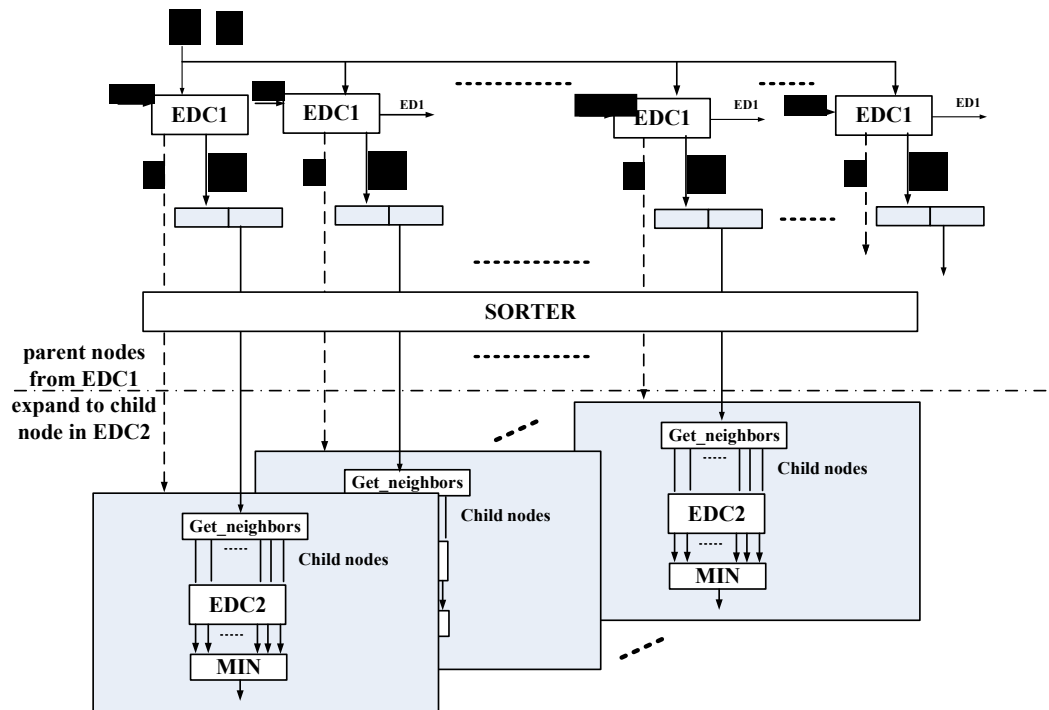 EDC1
EDC1
ED1
EDC1
ED1
EDC1
ED1
SORTER
parent nodes
from EDC1
expand to child
node in EDC2
Get_neighbors
Child nodes
EDC2
MIN
Get_neighbors
Child nodes
Get_neighbors
Child nodes
EDC2
MIN